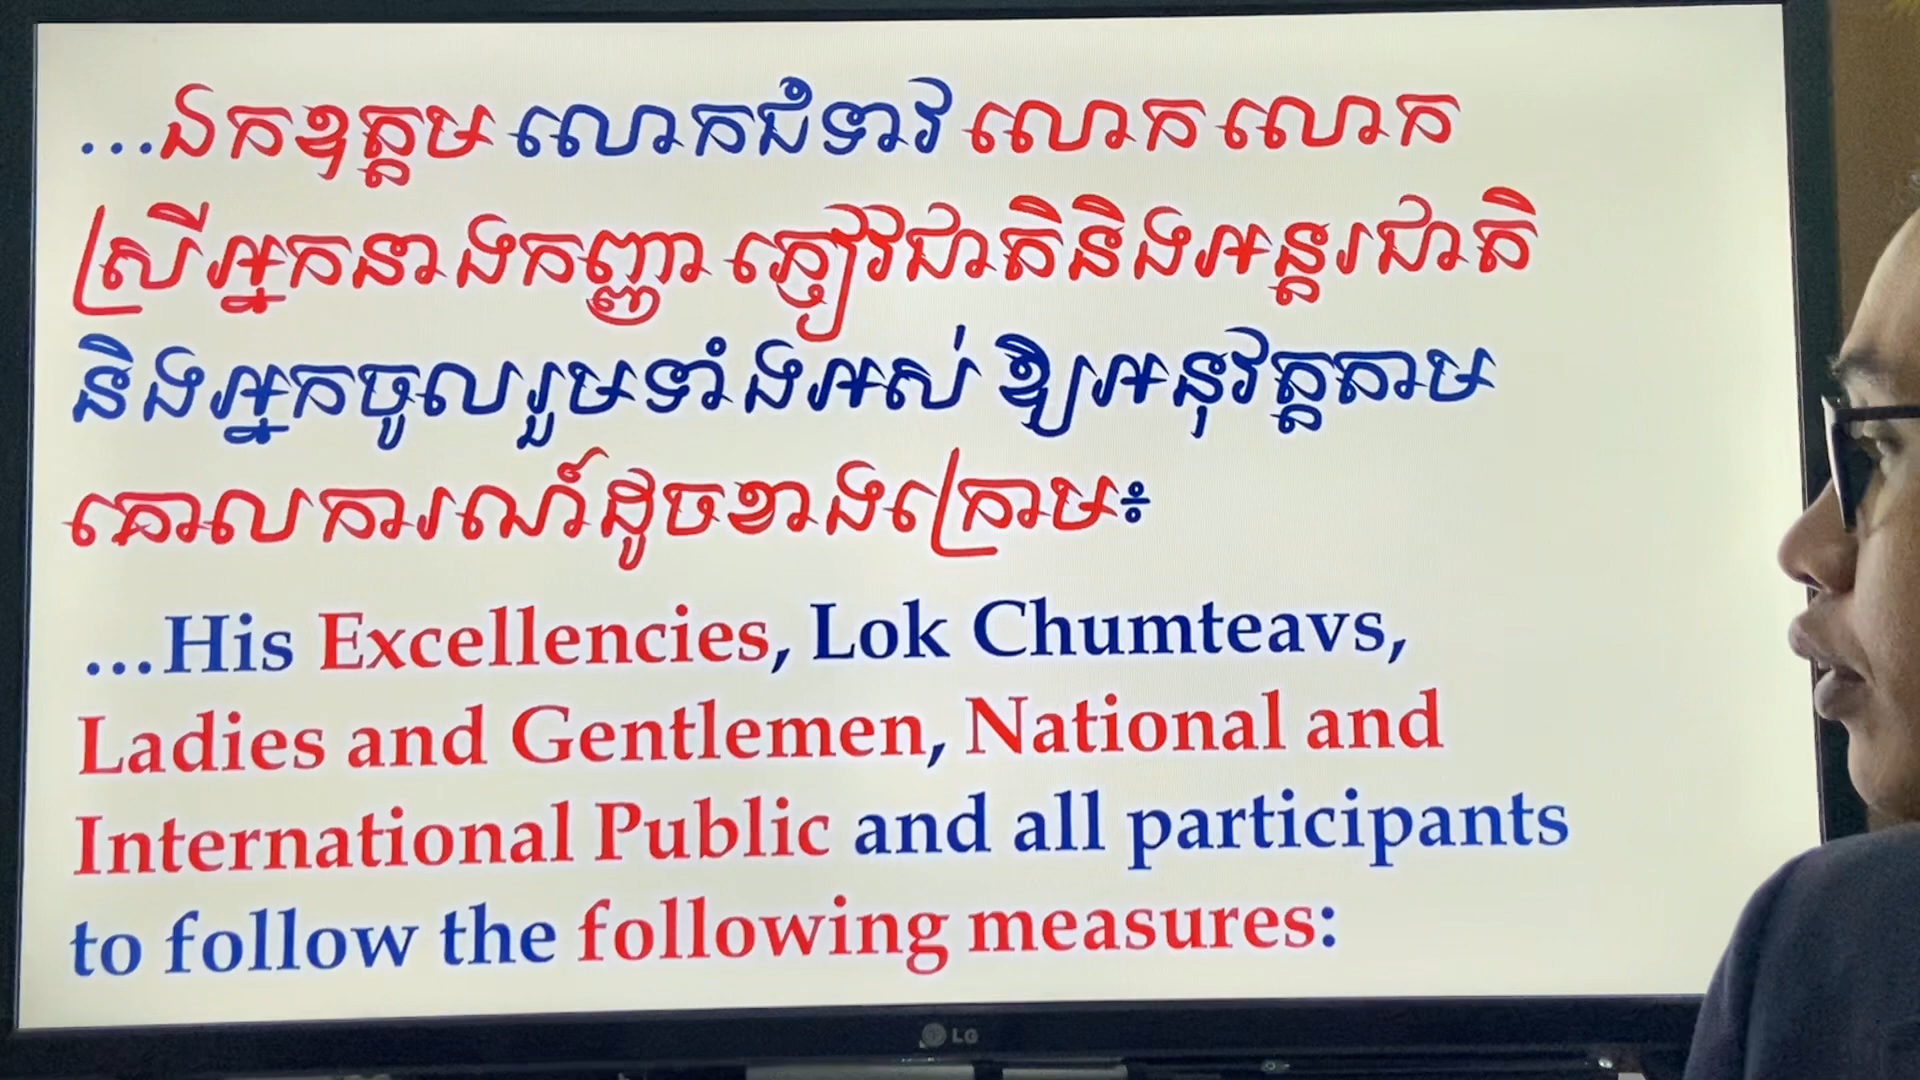 ...ឯកឧត្តម លោកជំទាវ លោក លោក
ស្រី អ្នកនាងកញ្ញា ភ្ញៀវជាតិនិងអន្តរជាតិ
និងអ្នកចូលរួមទាំងអស់ ឱ្យអនុវត្តតាម
គោលការណ៍ដូចខាងក្រោម៖
...His Excellencies, Lok Chumteavs,
Ladies and Gentlemen, National and
International Public and all participants
to follow the following measures:
LG